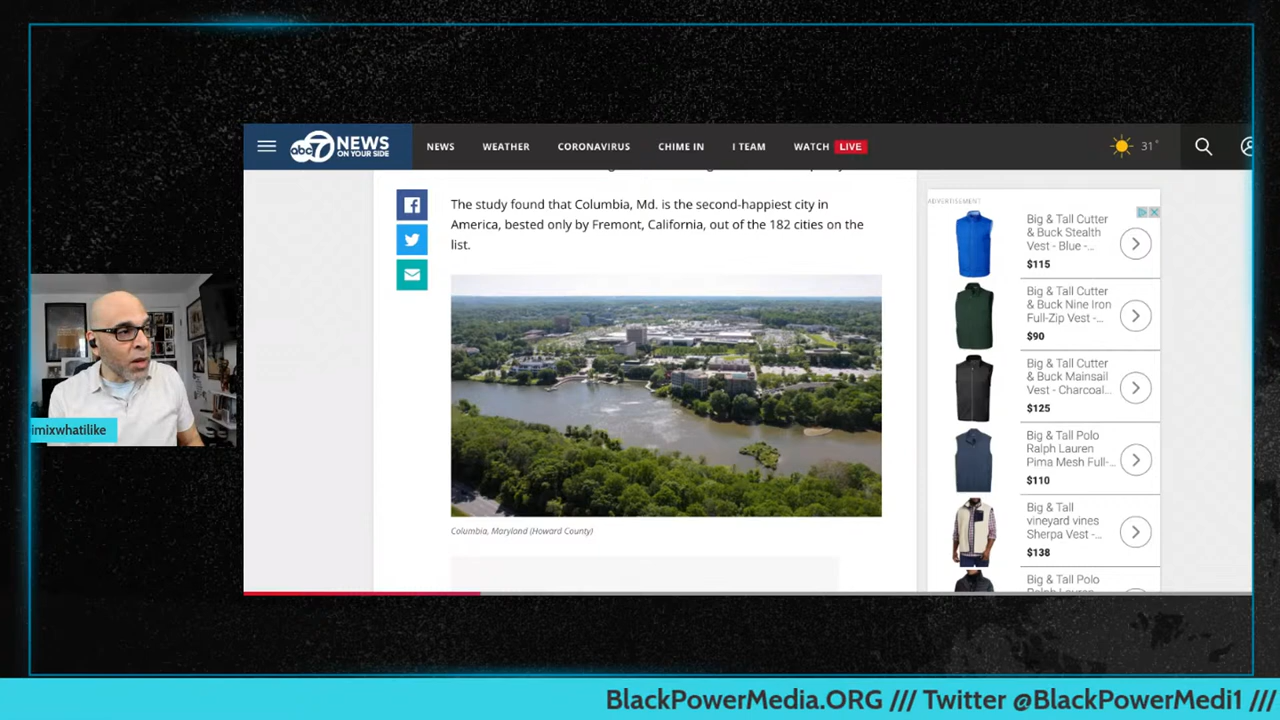 abc 7 NEWS
ON YOUR SIDE
NEWS
WEATHER
CORONAVIRUS
CHIME IN
I TEAM
WATCH LIVE
31°
The study found that Columbia, Md. is the second-happiest city in
America, bested only by Fremont, California, out of the 182 cities on the
list.
Columbia, Maryland (Howard County)
ADVERTISEMENT
Big & Tall Cutter
& Buck Stealth
Vest - Blue -...
$115
Big & Tall Cutter
& Buck Nine Iron
Full-Zip Vest -...
$90
Big & Tall Cutter
& Buck Mainsail
Vest - Charcoal...
$125
Big & Tall Polo
Ralph Lauren
Pima Mesh Full-...
$110
Big & Tall
vineyard vines
Sherpa Vest -...
$138
Big & Tall Polo
imixwhatilike
BlackPowerMedia.ORG /// Twitter @BlackPowerMedi1 ///